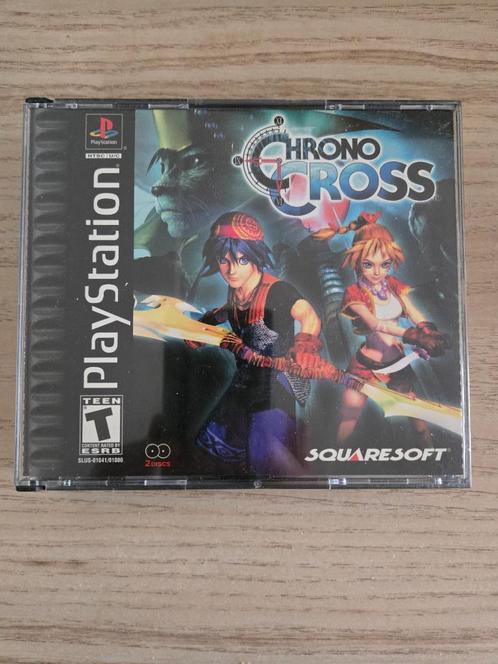 PlayStation
NTSC U/C
PlayStation
CHRONO
CROSS
TEEN
T
CONTENT RATED BY
ESRB
SLUS-01041/01080
2 DISCS
SQUARESOFT